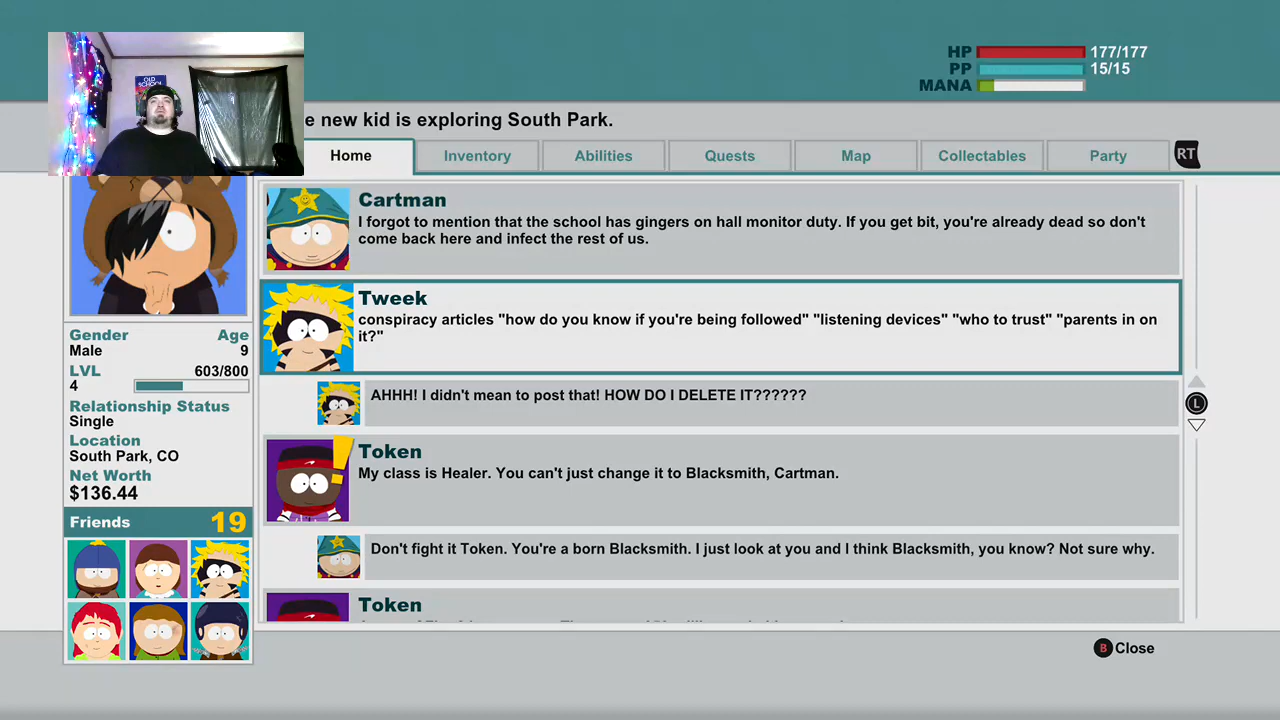 OLD
SCHOOL
HP 177/177
PP 15/15
MANA
e new kid is exploring South Park.
Home Inventory Abilities Quests Map Collectables Party RT
Cartman
I forgot to mention that the school has gingers on hall monitor duty. If you get bit, you're already dead so don't
come back here and infect the rest of us.
Tweek
conspiracy articles "how do you know if you're being followed" "listening devices" "who to trust" "parents in on
it?"
AHHH! I didn't mean to post that! HOW DO I DELETE IT??????
Token
My class is Healer. You can't just change it to Blacksmith, Cartman.
Don't fight it Token. You're a born Blacksmith. I just look at you and I think Blacksmith, you know? Not sure why.
Token
Gender Age
Male 9
LVL 603/800
4
Relationship Status
Single
Location
South Park, CO
Net Worth
$136.44
Friends 19
L
B Close